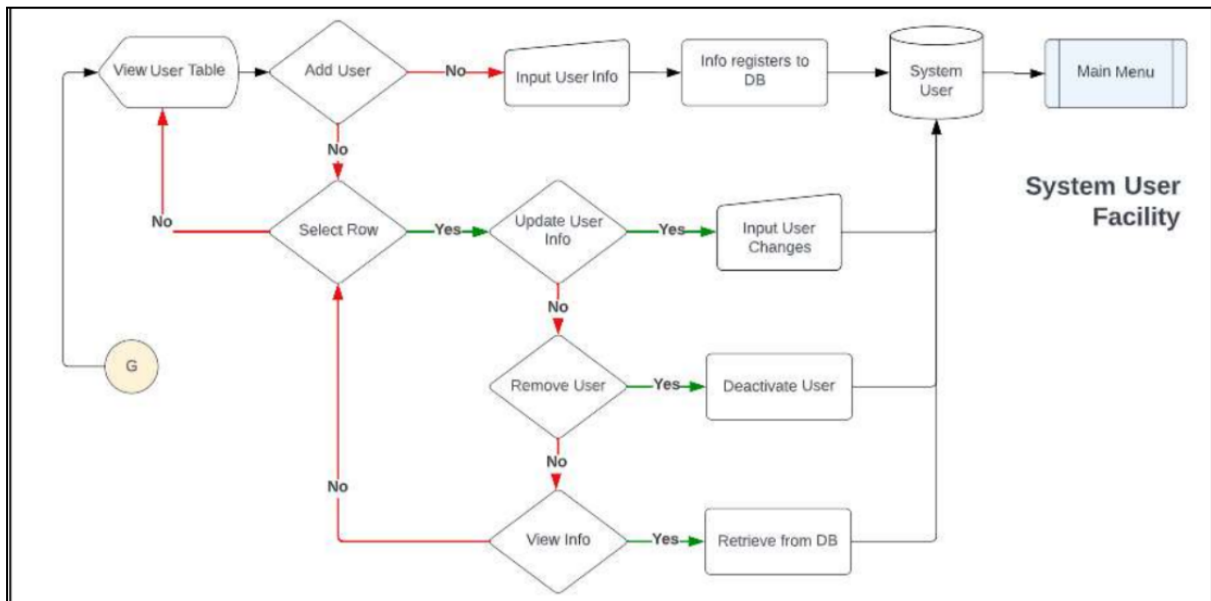 View User Table
Add User
No
Input User Info
Info registers to
DB
System
User
Main Menu
No
System User
Facility
No
Select Row
Yes
Update User
Info
Yes
Input User
Changes
No
G
Remove User
Yes
Deactivate User
No
No
View Info
Yes
Retrieve from DB